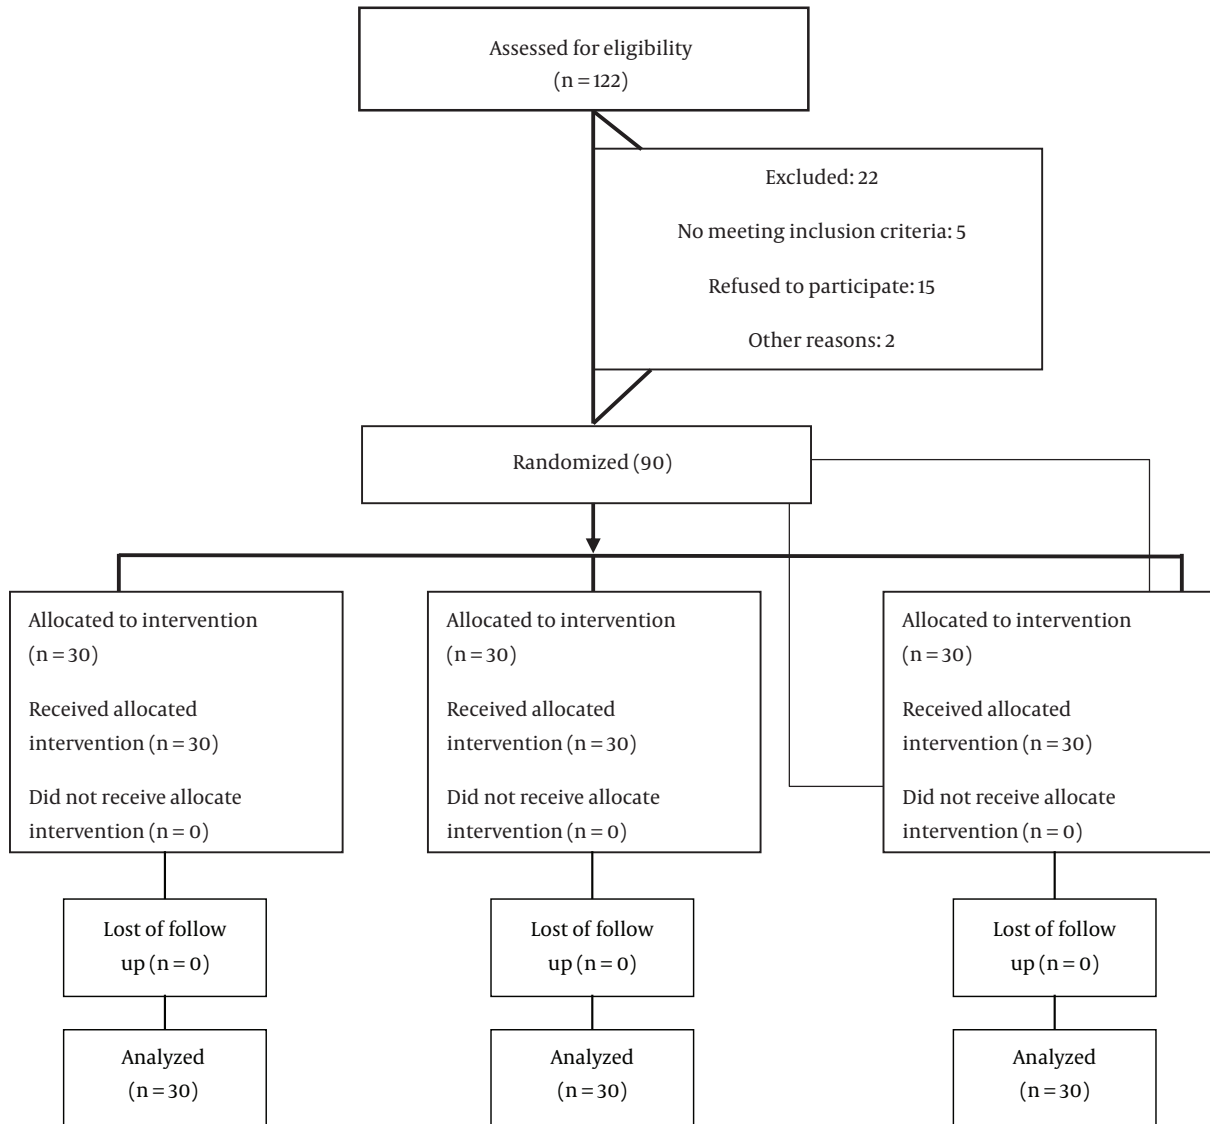 Assessed for eligibility
(n = 122)
Excluded: 22
No meeting inclusion criteria: 5
Refused to participate: 15
Other reasons: 2
Randomized (90)
Allocated to intervention
(n = 30)
Received allocated
intervention (n = 30)
Did not receive allocate
intervention (n = 0)
Allocated to intervention
(n = 30)
Received allocated
intervention (n = 30)
Did not receive allocate
intervention (n = 0)
Allocated to intervention
(n = 30)
Received allocated
intervention (n = 30)
Did not receive allocate
intervention (n = 0)
Lost of follow
up (n = 0)
Lost of follow
up (n = 0)
Lost of follow
up (n = 0)
Analyzed
(n = 30)
Analyzed
(n = 30)
Analyzed
(n = 30)